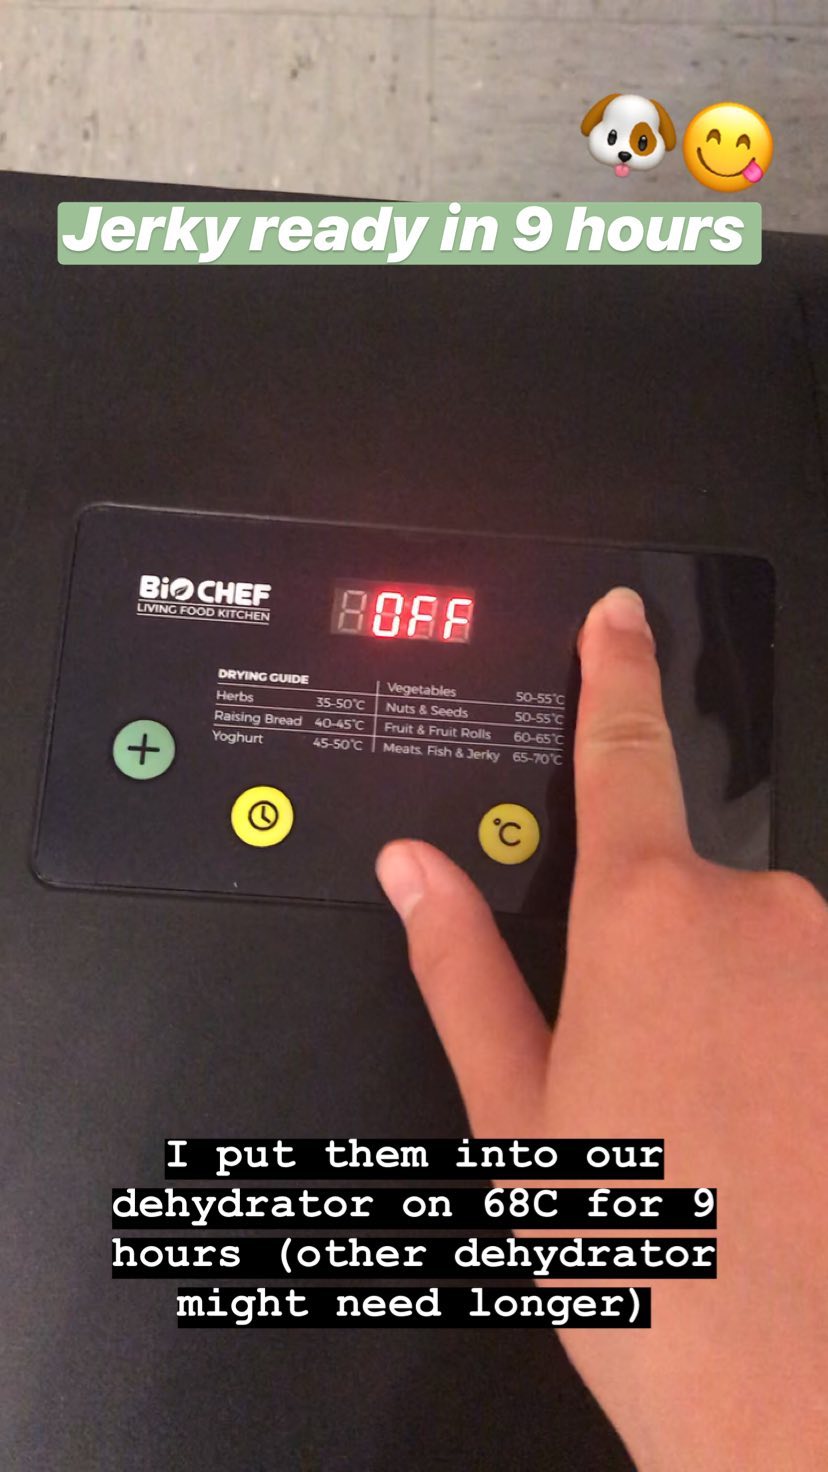 Jerky ready in 9 hours
BiOCHEF
LIVING FOOD KITCHEN
OFF
DRYING GUIDE
Herbs 35-50°C
Raising Bread 40-45°C
Yoghurt 45-50°C
Vegetables 50-55°C
Nuts & Seeds 50-55°C
Fruit & Fruit Rolls 60-65°C
Meats, Fish & Jerky 65-70°C
+
°C
I put them into our
dehydrator on 68C for 9
hours (other dehydrator
might need longer)